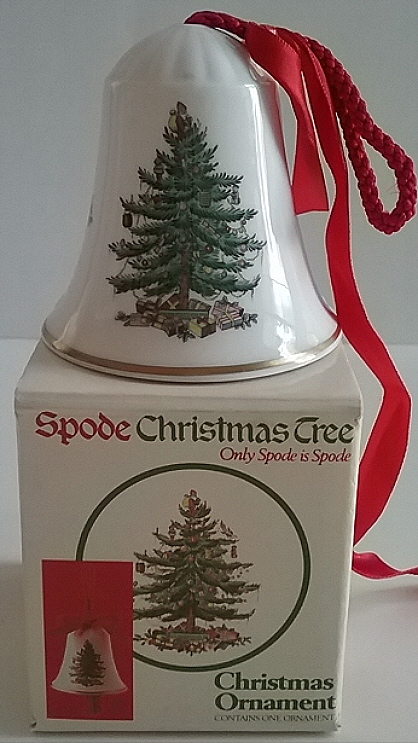 Spode Christmas Tree
Only Spode is Spode
Christmas
Ornament
CONTAINS ONE ORNAMENT